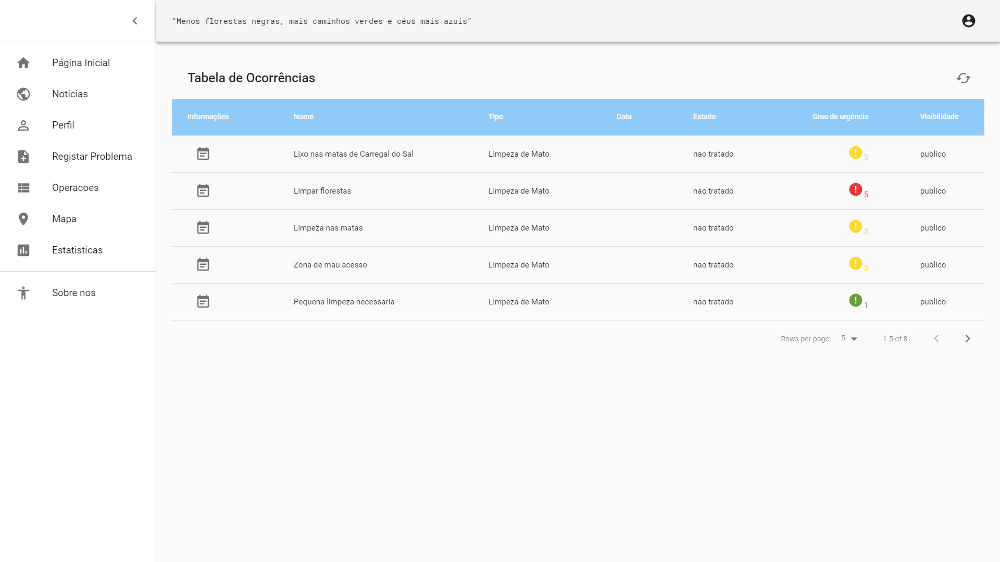 “Menos florestas negras, mais caminhos verdes e céus mais azuis”
Página Inicial
Noticias
Perfil
Registar Problema
Operacoes
Mapa
Estatisticas
Sobre nos
Tabela de Ocorrências
Informações Nome Tipo Data Estado Grau de urgência Visibilidade
Lixo nas matas de Carregal do Sal Limpeza de Mato nao tratado 3 publico
Limpar florestas Limpeza de Mato nao tratado 5 publico
Limpeza nas matas Limpeza de Mato nao tratado 3 publico
Zona de mau acesso Limpeza de Mato nao tratado 3 publico
Pequena limpeza necessaria Limpeza de Mato nao tratado 1 publico
Rows per page: 5 1-5 of 8